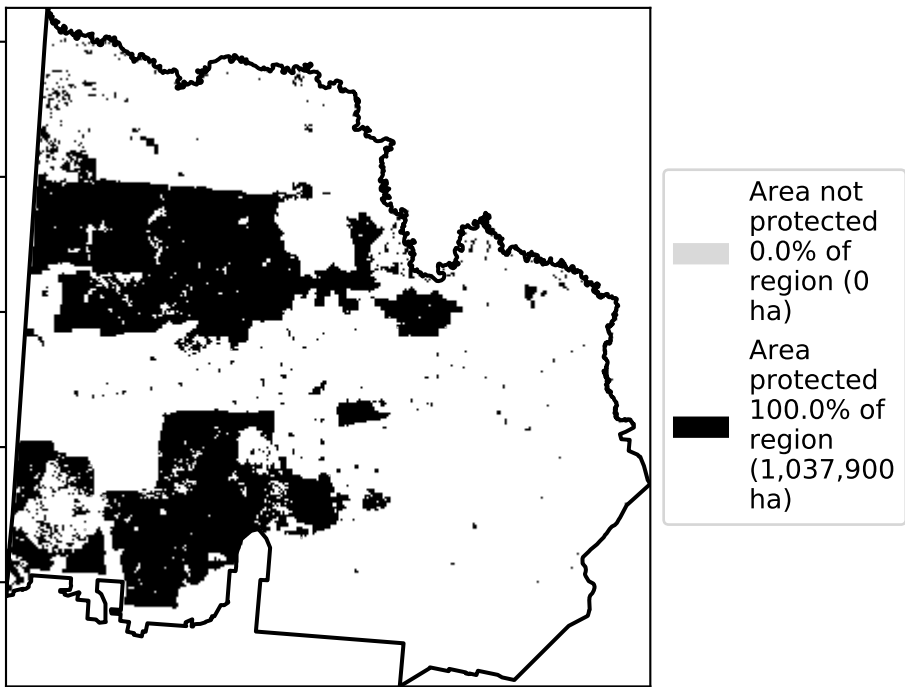 Area not
protected
0.0% of
region (0
ha)
Area
protected
100.0% of
region
(1,037,900
ha)